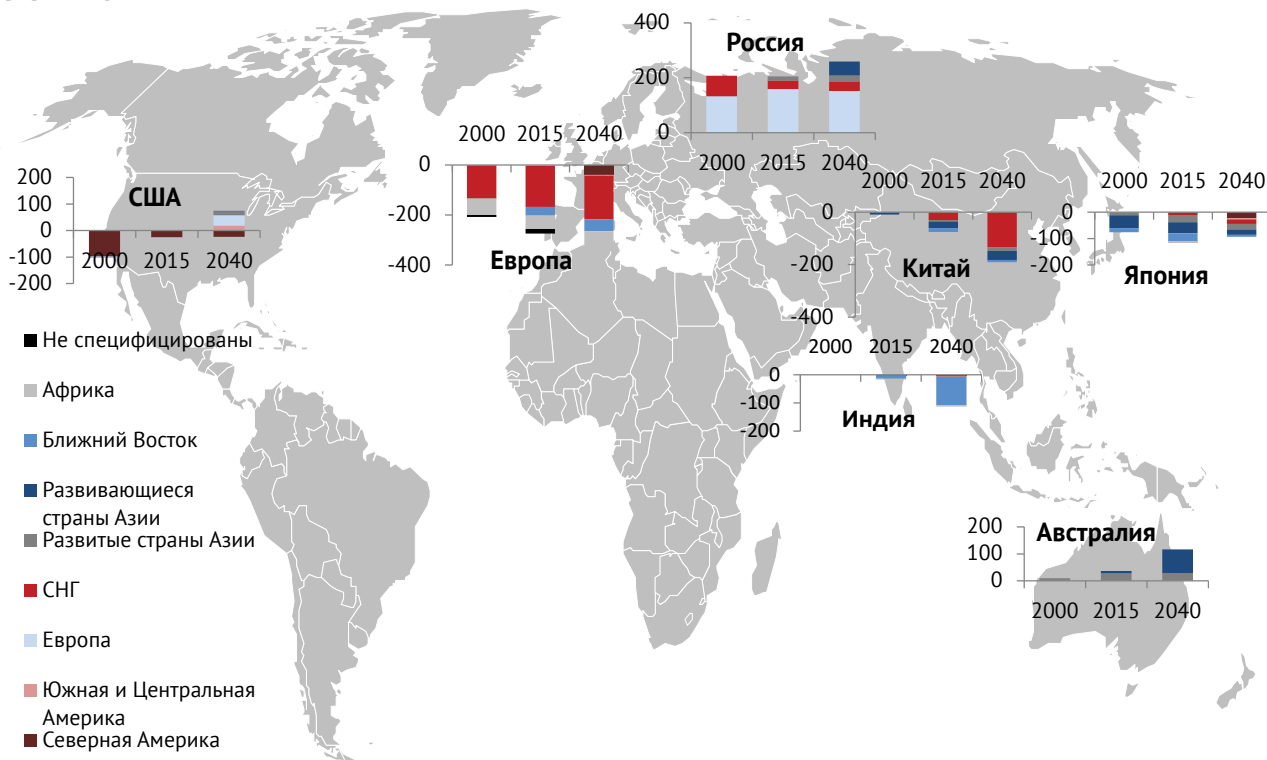 400
Россия
200
0
2000 2015 2040
2000 2015 2040
0
-200
-400
Европа
200
100
0
-100
-200
США
2000 2015 2040
2000 2015 2040
0
-200
-400
Китай
2000 2015 2040
0
-100
-200
Япония
2000 2015 2040
0
-100
-200
Индия
200
100
0
Австралия
2000 2015 2040
Не специфицированы
Африка
Ближний Восток
Развивающиеся
страны Азии
Развитые страны Азии
СНГ
Европа
Южная и Центральная
Америка
Северная Америка